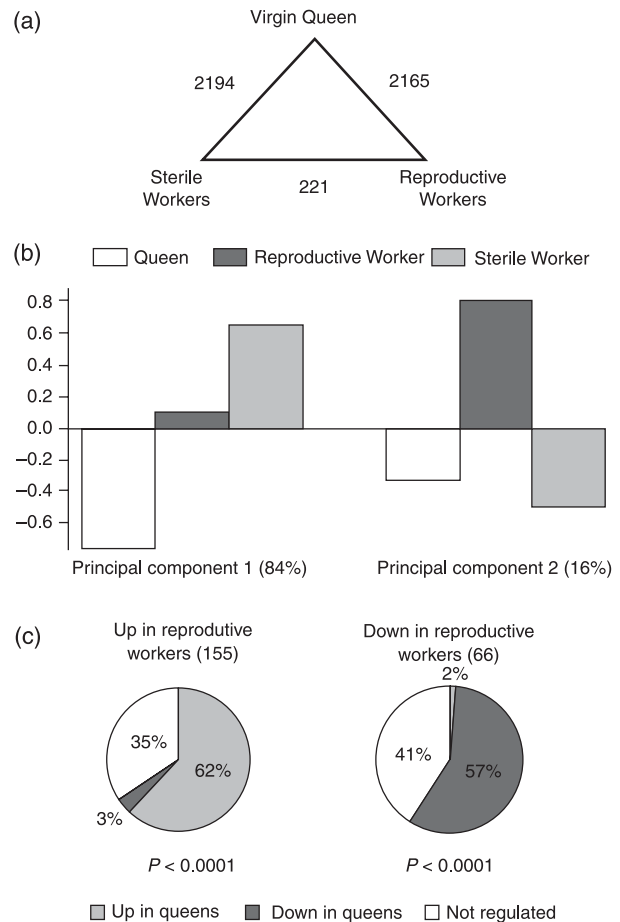 (a)
Virgin Queen
2194
2165
Sterile
Workers
221
Reproductive
Workers
(b)
Queen
Reproductive Worker
Sterile Worker
0.8
0.6
0.4
0.2
0.0
−0.2
−0.4
−0.6
Principal component 1 (84%)
Principal component 2 (16%)
(c)
Up in reprodutive
workers (155)
Down in reproductive
workers (66)
35%
62%
3%
2%
41%
57%
P < 0.0001
P < 0.0001
Up in queens
Down in queens
Not regulated